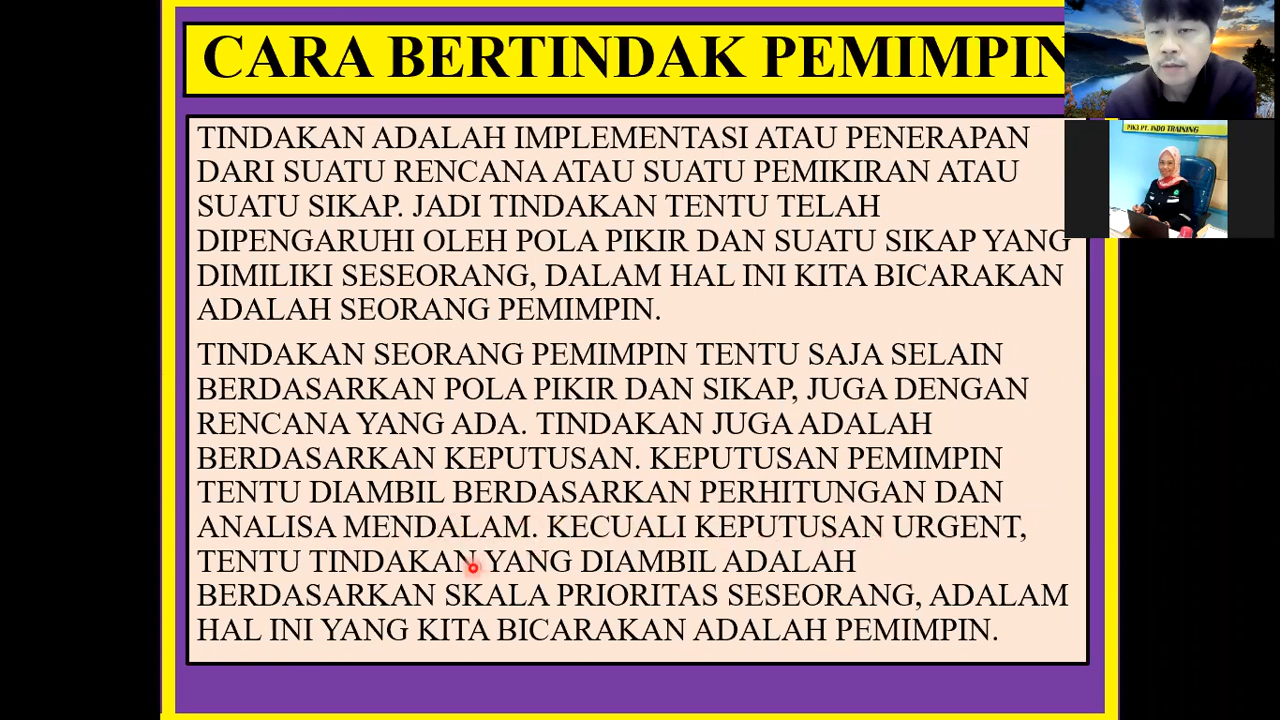 CARA BERTINDAK PEMIMPIN
TINDAKAN ADALAH IMPLEMENTASI ATAU PENERAPAN
DARI SUATU RENCANA ATAU SUATU PEMIKIRAN ATAU
SUATU SIKAP. JADI TINDAKAN TENTU TELAH
DIPENGARUHI OLEH POLA PIKIR DAN SUATU SIKAP YANG
DIMILIKI SESEORANG, DALAM HAL INI KITA BICARAKAN
ADALAH SEORANG PEMIMPIN.
TINDAKAN SEORANG PEMIMPIN TENTU SAJA SELAIN
BERDASARKAN POLA PIKIR DAN SIKAP, JUGA DENGAN
RENCANA YANG ADA. TINDAKAN JUGA ADALAH
BERDASARKAN KEPUTUSAN. KEPUTUSAN PEMIMPIN
TENTU DIAMBIL BERDASARKAN PERHITUNGAN DAN
ANALISA MENDALAM. KECUALI KEPUTUSAN URGENT,
TENTU TINDAKAN YANG DIAMBIL ADALAH
BERDASARKAN SKALA PRIORITAS SESEORANG, ADALAM
HAL INI YANG KITA BICARAKAN ADALAH PEMIMPIN.
PJK3 PT. INDO TRAINING